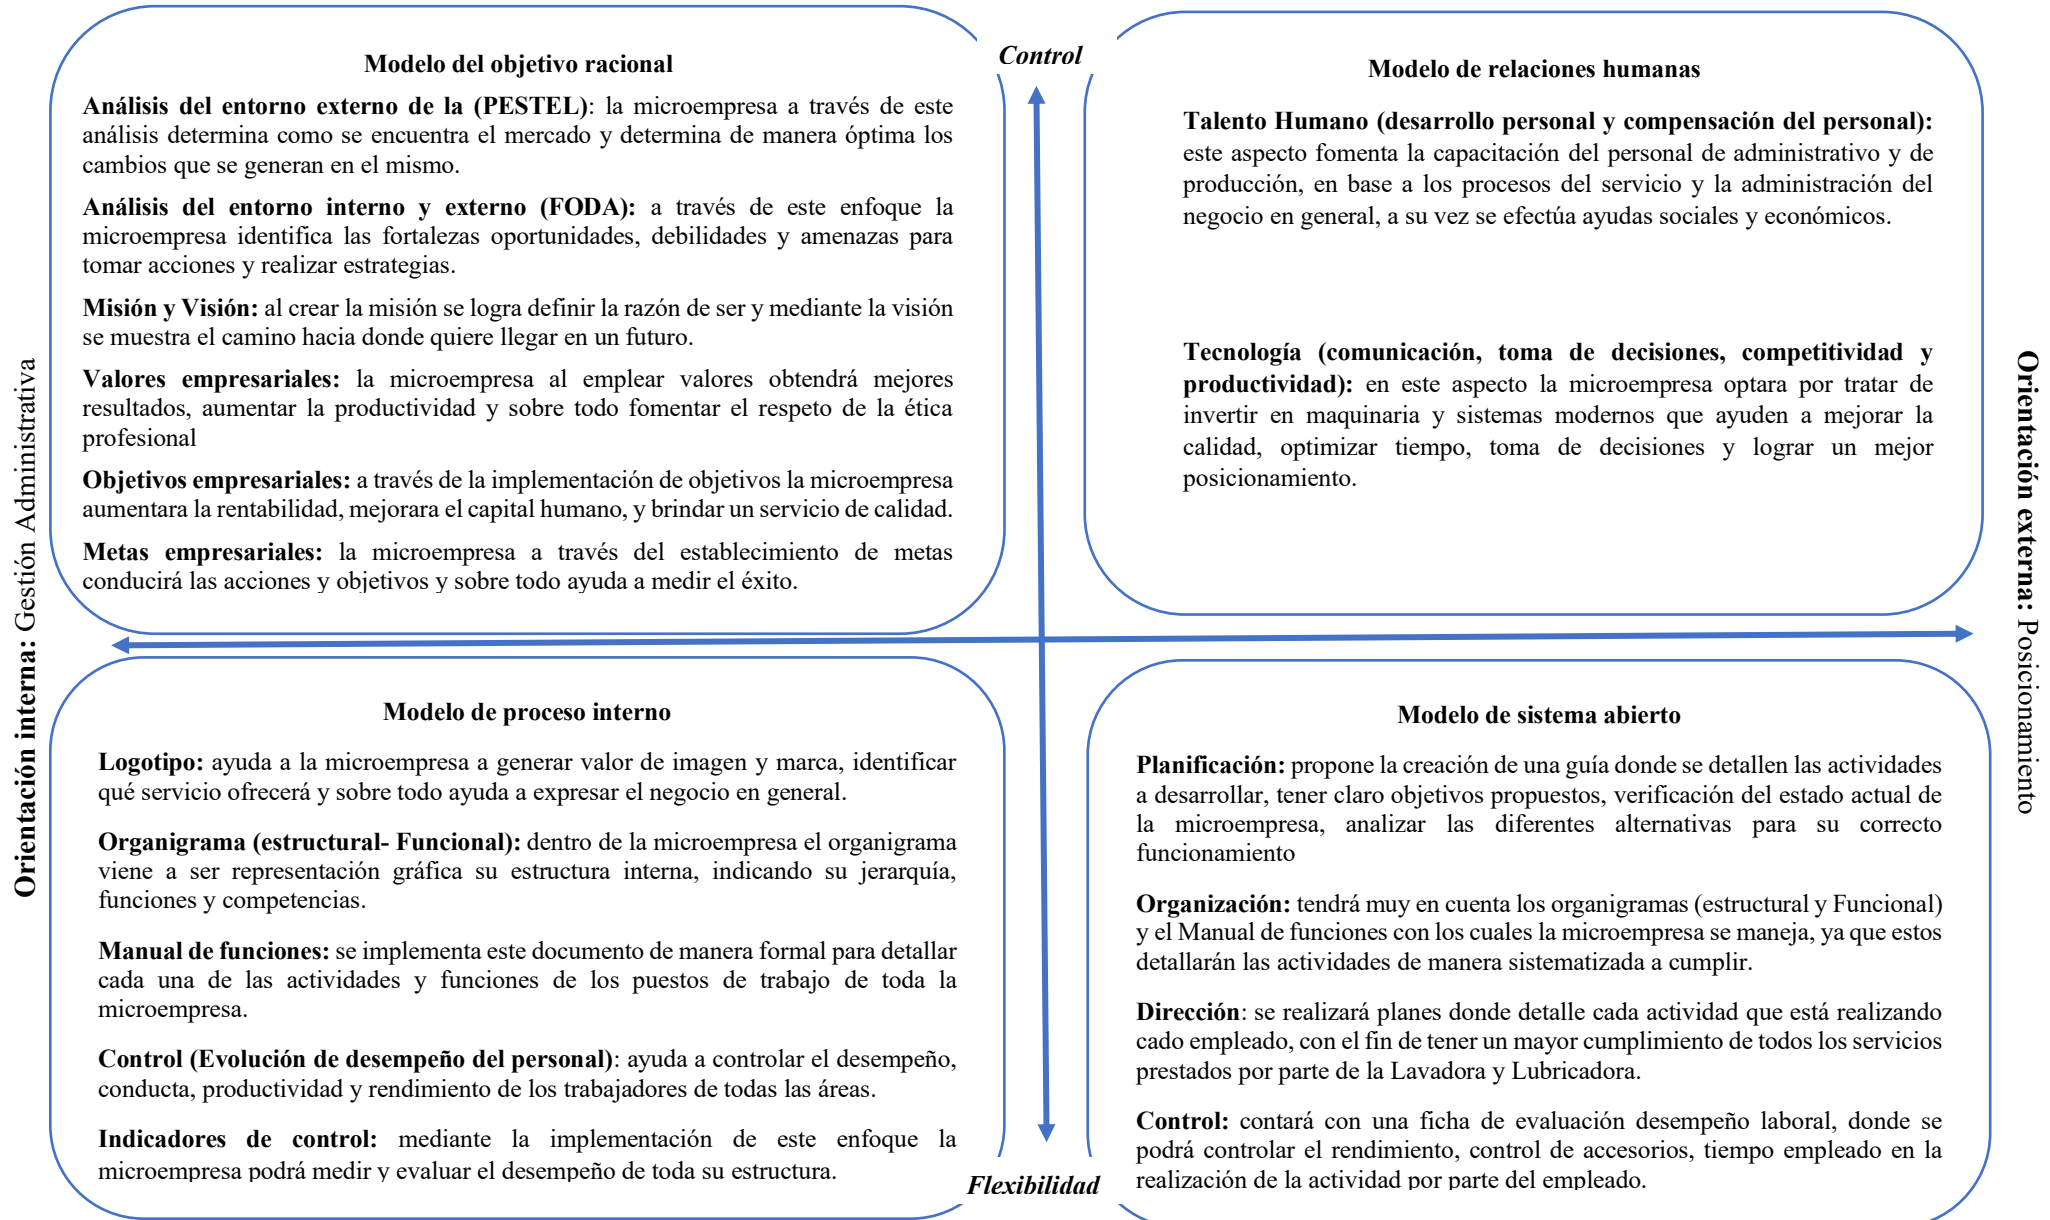 Control
Modelo del objetivo racional
Análisis del entorno externo de la (PESTEL): la microempresa a través de este
análisis determina como se encuentra el mercado y determina de manera óptima los
cambios que se generan en el mismo.
Análisis del entorno interno y externo (FODA): a través de este enfoque la
microempresa identifica las fortalezas oportunidades, debilidades y amenazas para
tomar acciones y realizar estrategias.
Misión y Visión: al crear la misión se logra definir la razón de ser y mediante la visión
se muestra el camino hacia donde quiere llegar en un futuro.
Valores empresariales: la microempresa al emplear valores obtendrá mejores
resultados, aumentar la productividad y sobre todo fomentar el respeto de la ética
profesional
Objetivos empresariales: a través de la implementación de objetivos la microempresa
aumentara la rentabilidad, mejorara el capital humano, y brindar un servicio de calidad.
Metas empresariales: la microempresa a través del establecimiento de metas
conducirá las acciones y objetivos y sobre todo ayuda a medir el éxito.
Modelo de relaciones humanas
Talento Humano (desarrollo personal y compensación del personal):
este aspecto fomenta la capacitación del personal de administrativo y de
producción, en base a los procesos del servicio y la administración del
negocio en general, a su vez se efectúa ayudas sociales y económicos.
Tecnología (comunicación, toma de decisiones, competitividad y
productividad): en este aspecto la microempresa optara por tratar de
invertir en maquinaria y sistemas modernos que ayuden a mejorar la
calidad, optimizar tiempo, toma de decisiones y lograr un mejor
posicionamiento.
Orientación interna: Gestión Administrativa
Orientación externa: Posicionamiento
Modelo de proceso interno
Logotipo: ayuda a la microempresa a generar valor de imagen y marca, identificar
qué servicio ofrecerá y sobre todo ayuda a expresar el negocio en general.
Organigrama (estructural- Funcional): dentro de la microempresa el organigrama
viene a ser representación gráfica su estructura interna, indicando su jerarquía,
funciones y competencias.
Manual de funciones: se implementa este documento de manera formal para detallar
cada una de las actividades y funciones de los puestos de trabajo de toda la
microempresa.
Control (Evolución de desempeño del personal): ayuda a controlar el desempeño,
conducta, productividad y rendimiento de los trabajadores de todas las áreas.
Indicadores de control: mediante la implementación de este enfoque la
microempresa podrá medir y evaluar el desempeño de toda su estructura.
Modelo de sistema abierto
Planificación: propone la creación de una guía donde se detallen las actividades
a desarrollar, tener claro objetivos propuestos, verificación del estado actual de
la microempresa, analizar las diferentes alternativas para su correcto
funcionamiento
Organización: tendrá muy en cuenta los organigramas (estructural y Funcional)
y el Manual de funciones con los cuales la microempresa se maneja, ya que estos
detallarán las actividades de manera sistematizada a cumplir.
Dirección: se realizará planes donde detalle cada actividad que está realizando
cado empleado, con el fin de tener un mayor cumplimiento de todos los servicios
prestados por parte de la Lavadora y Lubricadora.
Control: contará con una ficha de evaluación desempeño laboral, donde se
podrá controlar el rendimiento, control de accesorios, tiempo empleado en la
realización de la actividad por parte del empleado.
Flexibilidad